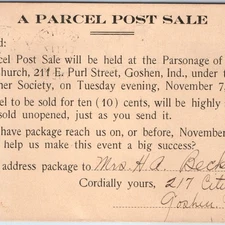 A PARCEL POST SALE
d:
cel Post Sale will be held at the Parsonage of
hurch, 211 E. Purl Street, Goshen, Ind., under t
her Society, on Tuesday evening, November 7,
el to be sold for ten (10) cents, will be highly
sold unopened, just as you send it.
have package reach us on, or before, November
help us make this event a big success?
address package to Mrs. H. A. Beck
Cordially yours, 217
Goshen